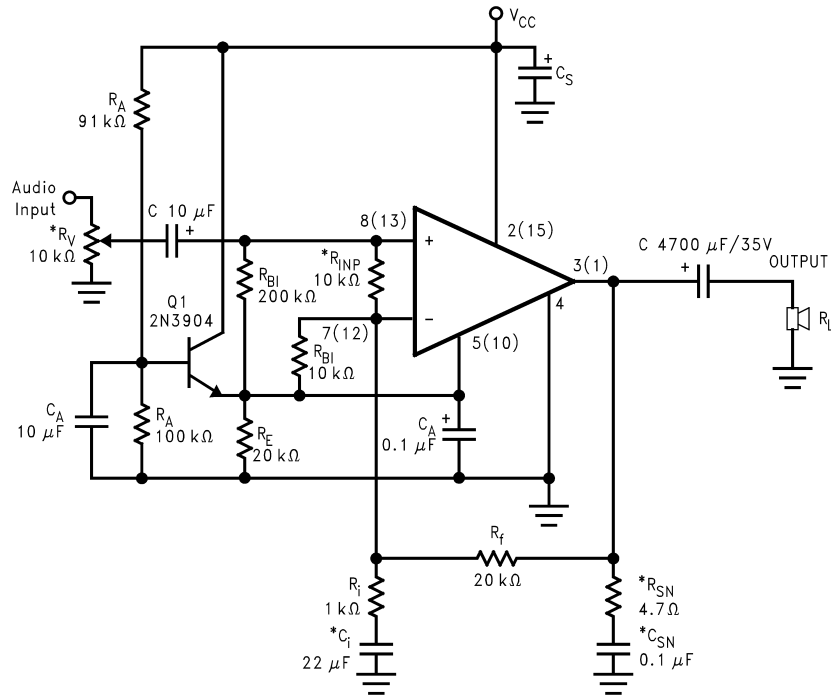 V_CC
+
C_S
R_A
91 kΩ
Audio
Input
*R_V
10 kΩ
C 10 μF
+
8(13)
+
2(15)
*R_INP
10 kΩ
R_BI
200 kΩ
C 4700 μF/35V
3(1)
+
OUTPUT
4
R_L
Q1
2N3904
−
7(12)
5(10)
R_BI
10 kΩ
C_A
10 μF
R_A
100 kΩ
R_E
20 kΩ
C_A
+
0.1 μF
R_f
20 kΩ
R_i
1 kΩ
*R_SN
4.7Ω
*C_i
22 μF
*C_SN
0.1 μF